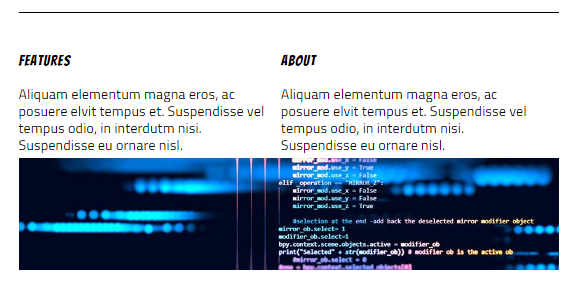 FEATURES
Aliquam elementum magna eros, ac
posuere elvit tempus et. Suspendisse vel
tempus odio, in interdutm nisi.
Suspendisse eu ornare nisl.
ABOUT
Aliquam elementum magna eros, ac
posuere elvit tempus et. Suspendisse vel
tempus odio, in interdutm nisi.
Suspendisse eu ornare nisl.
mirror_mod.use_x = False
mirror_mod.use_y = True
mirror_mod.use_z = False
elif _operation == "MIRROR_Z":
mirror_mod.use_x = False
mirror_mod.use_y = False
mirror_mod.use_z = True
#selection at the end -add back the deselected mirror modifier object
mirror_ob.select= 1
modifier_ob.select=1
bpy.context.scene.objects.active = modifier_ob
print("Selected" + str(modifier_ob)) # modifier ob is the active ob
#mirror_ob.select = 0
bpy.context.selected_objects[0]